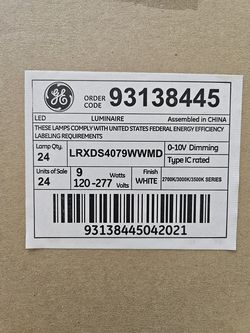 GE
ORDER CODE 93138445
LED LUMINAIRE Assembled in CHINA
THESE LAMPS COMPLY WITH UNITED STATES FEDERAL ENERGY EFFICIENCY
LABELING REQUIREMENTS
Lamp Qty. 24 LRXDS4079WWMD 0-10V Dimming
Type IC rated
Units of Sale 24 9 Watts 120-277 Volts Finish WHITE 2700K/3000K/3500K SERIES
93138445042021